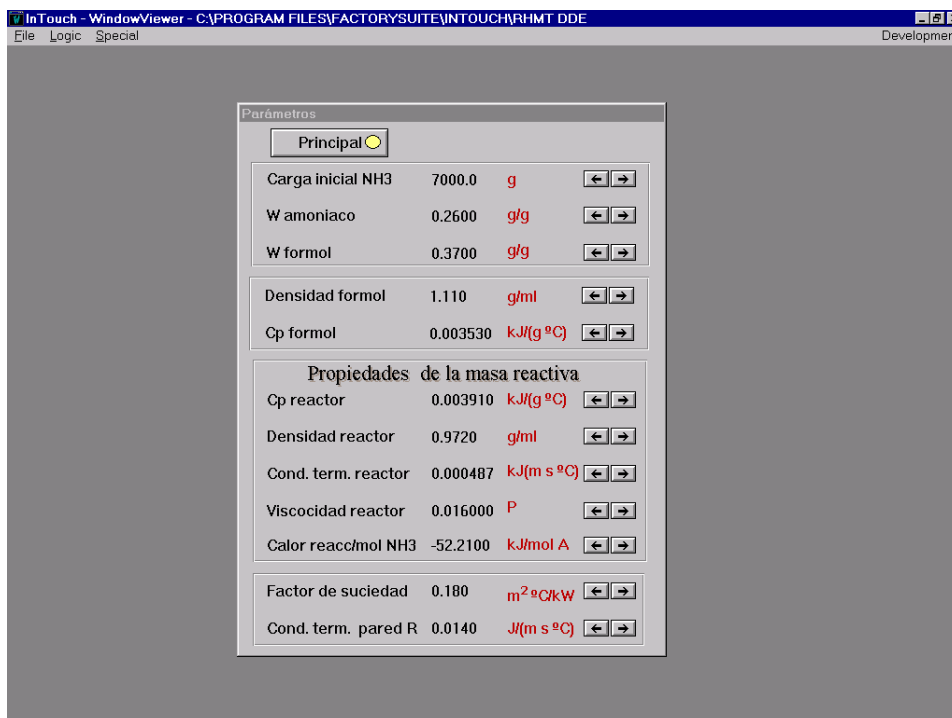 InTouch - WindowViewer - C:\PROGRAM FILES\FACTORYSUITE\INTOUCH\RHMT DDE
File Logic Special Developmen
Parámetros
Principal
Carga inicial NH3 7000.0 g
W amoniaco 0.2600 g/g
W formol 0.3700 g/g
Densidad formol 1.110 g/ml
Cp formol 0.003530 kJ/(g ºC)
Propiedades de la masa reactiva
Cp reactor 0.003910 kJ/(g ºC)
Densidad reactor 0.9720 g/ml
Cond. term. reactor 0.000487 kJ(m s ºC)
Viscocidad reactor 0.016000 P
Calor reacc/mol NH3 -52.2100 kJ/mol A
Factor de suciedad 0.180 m² ºC/kW
Cond. term. pared R 0.0140 J/(m s ºC)